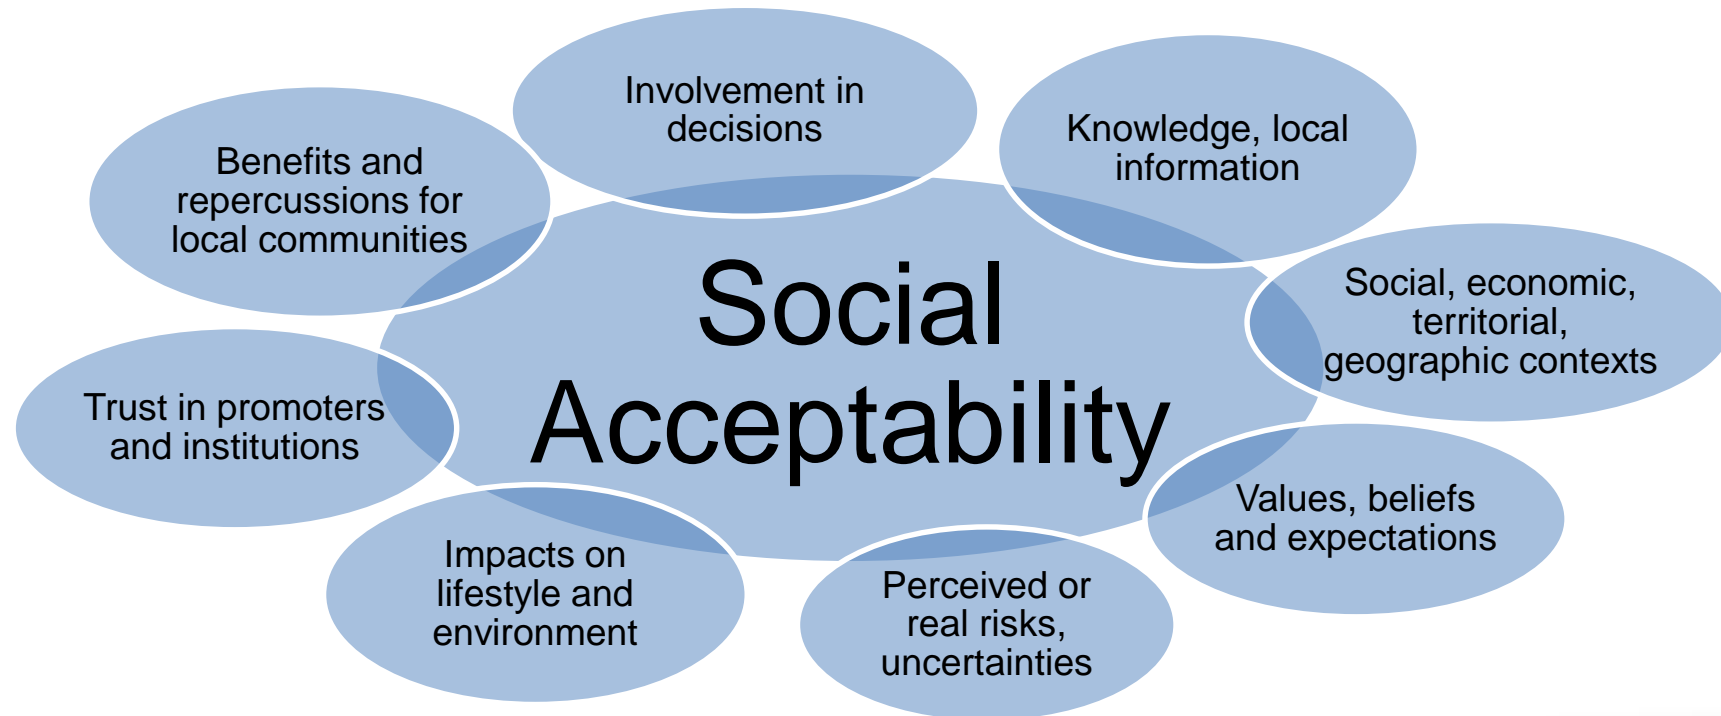 Involvement in
decisions
Knowledge, local
information
Social, economic,
territorial,
geographic contexts
Values, beliefs
and expectations
Perceived or
real risks,
uncertainties
Impacts on
lifestyle and
environment
Trust in promoters
and institutions
Benefits and
repercussions for
local communities
Social
Acceptability